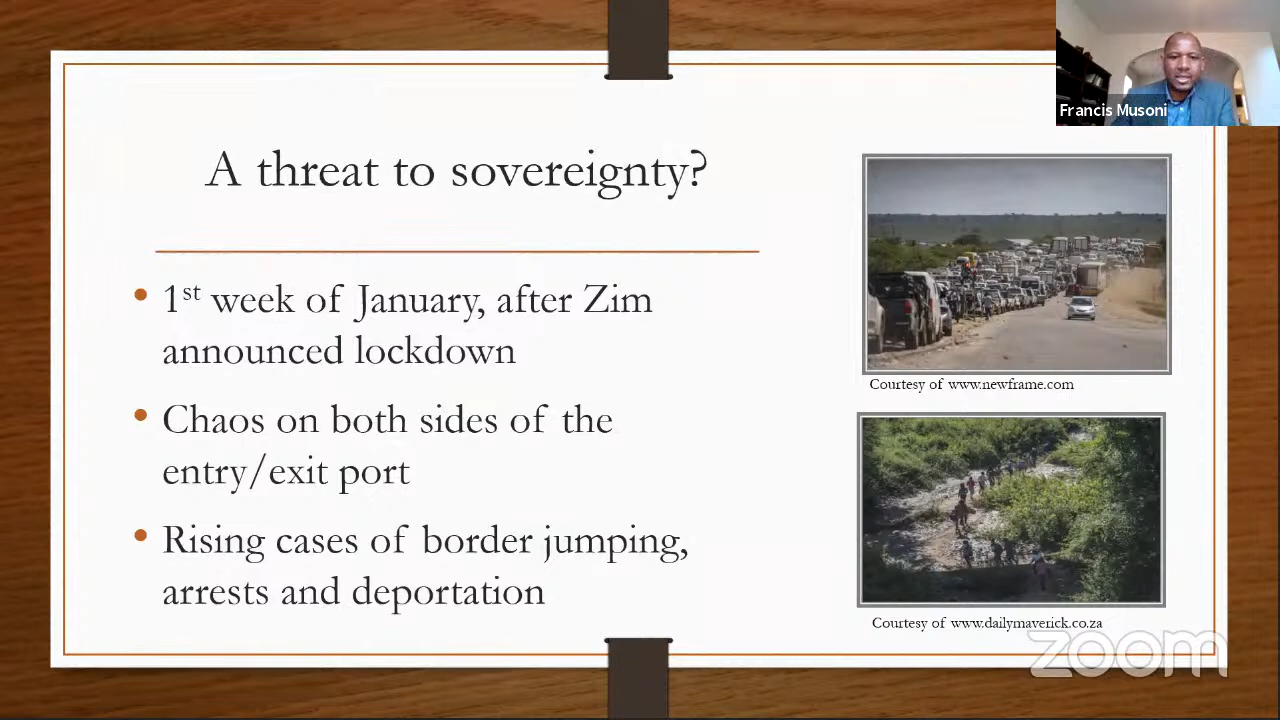 Francis Musoni
A threat to sovereignty?
1st week of January, after Zim
announced lockdown
Chaos on both sides of the
entry/exit port
Rising cases of border jumping,
arrests and deportation
Courtesy of www.newframe.com
Courtesy of www.dailymaverick.co.za
zoom